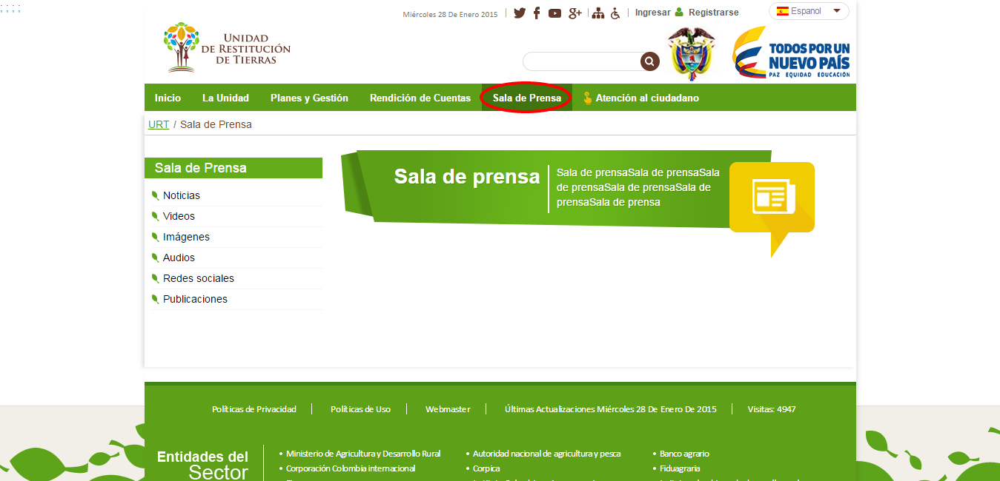 ; ; ; ;
Miércoles 28 De Enero 2015
Ingresar
Registrarse
Espanol
UNIDAD
DE RESTITUCIÓN
DE TIERRAS
TODOS POR UN
NUEVO PAÍS
PAZ EQUIDAD EDUCACIÓN
Inicio La Unidad Planes y Gestión Rendición de Cuentas Sala de Prensa Atención al ciudadano
URT / Sala de Prensa
Sala de Prensa
Noticias
Videos
Imágenes
Audios
Redes sociales
Publicaciones
Sala de prensa
Sala de prensaSala de prensaSala
de prensaSala de prensaSala de
prensaSala de prensa
Políticas de Privacidad Políticas de Uso Webmaster Últimas Actualizaciones Miércoles 28 De Enero De 2015 Visitas: 4947
Entidades del
Sector
• Ministerio de Agricultura y Desarrollo Rural
• Corporación Colombia internacional
• Autoridad nacional de agricultura y pesca
• Corpica
• Banco agrario
• Fiduagraria